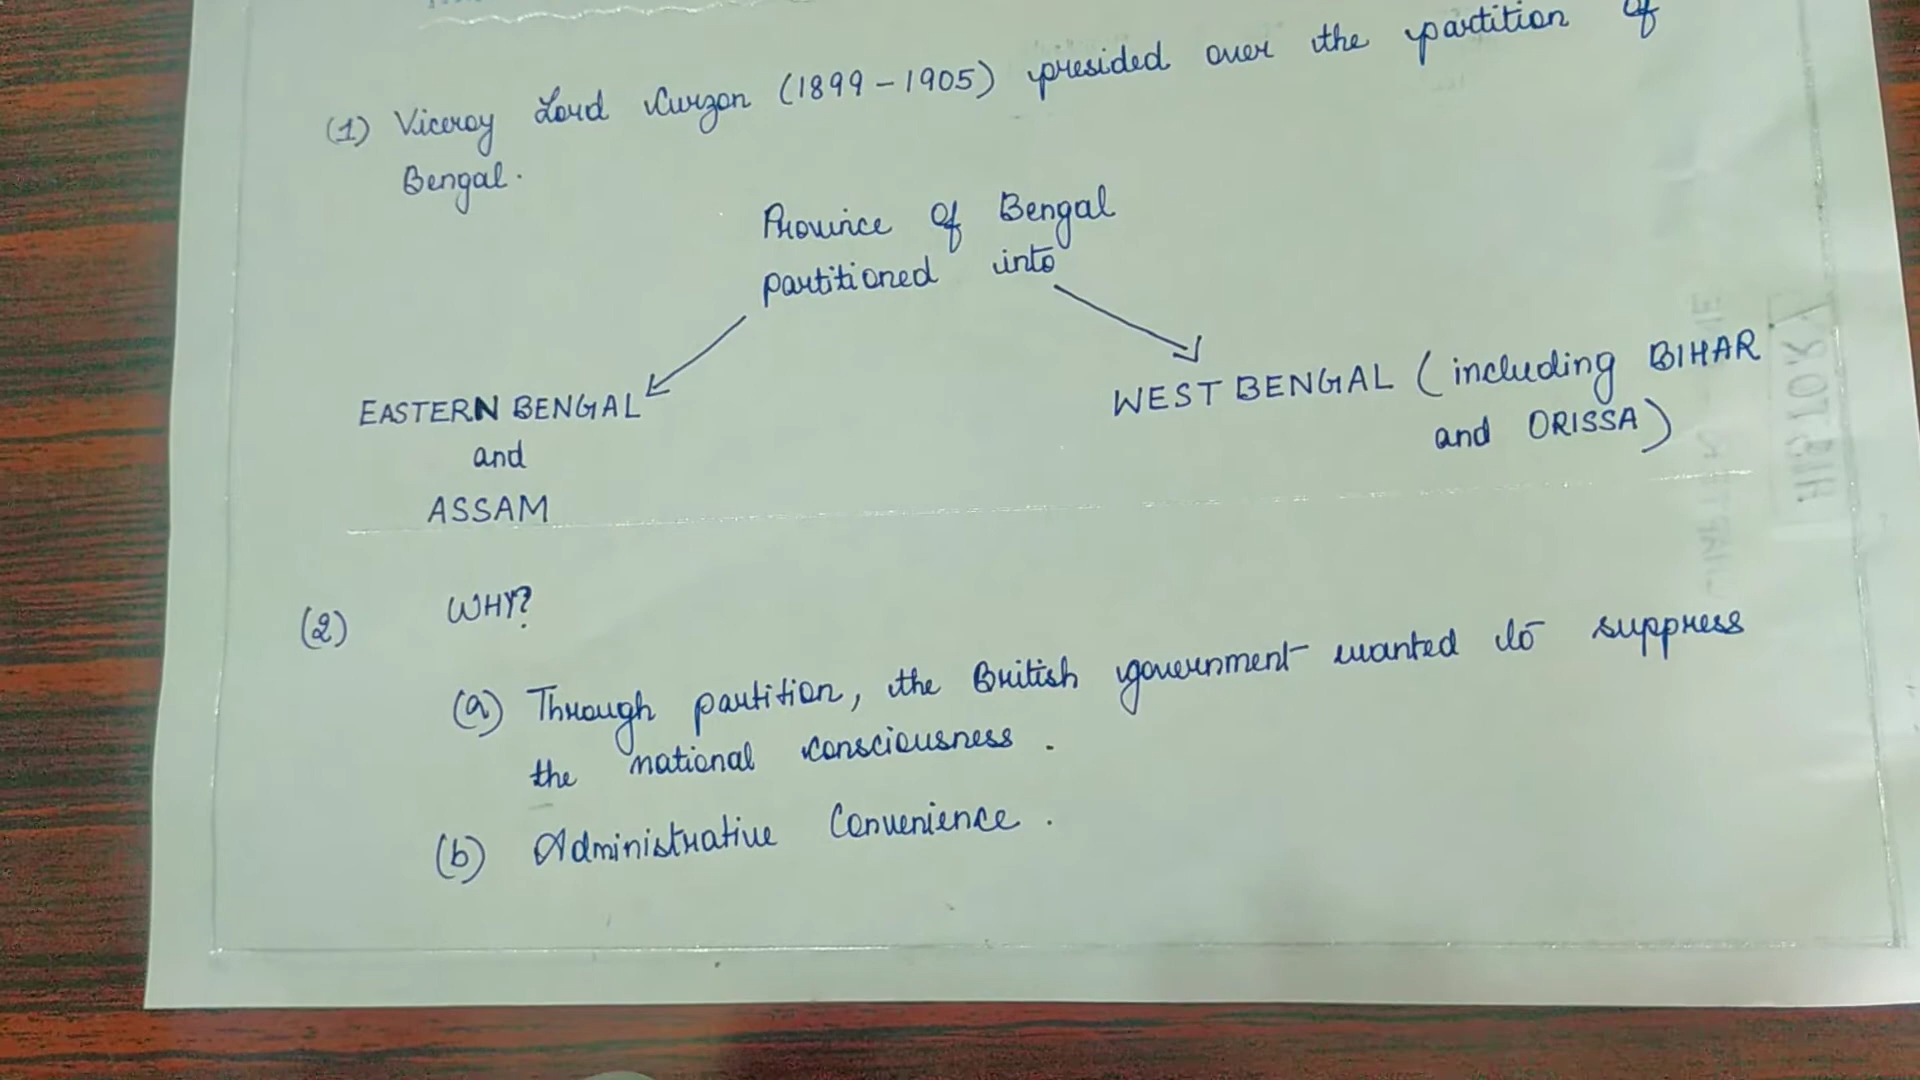 (1) Viceroy Lord Curzon (1899 – 1905) presided over the partition of
Bengal.
Province of Bengal
partitioned into
EASTERN BENGAL
and
ASSAM
WEST BENGAL (including BIHAR
and ORISSA)
(2) WHY?
(a) Through partition, the British government wanted to suppress
the national consciousness.
(b) Administrative Convenience.